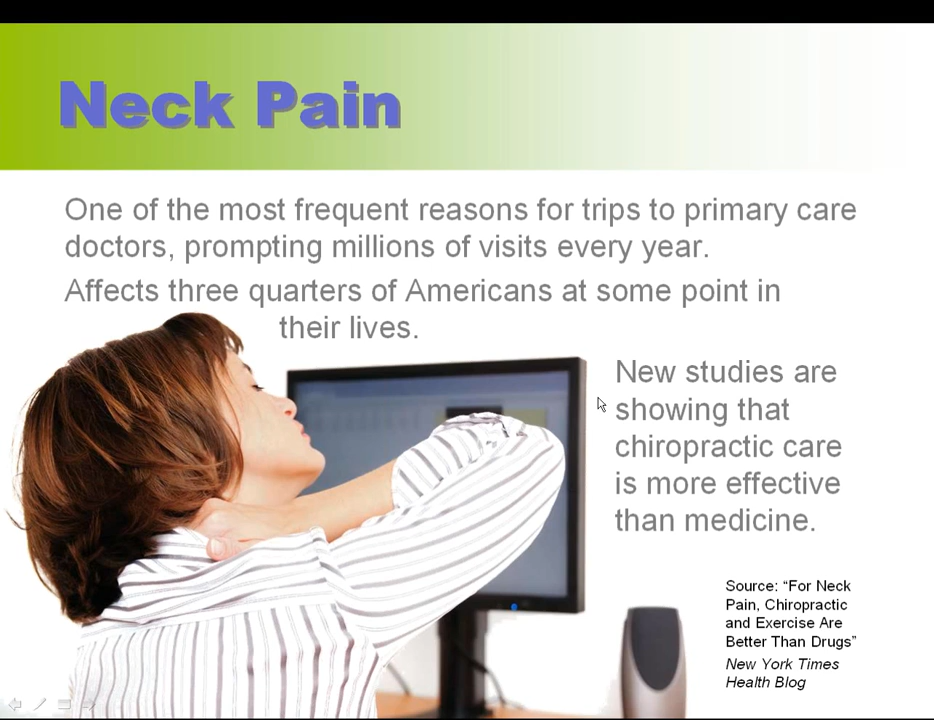 Neck Pain
One of the most frequent reasons for trips to primary care
doctors, prompting millions of visits every year.
Affects three quarters of Americans at some point in
their lives.
New studies are
showing that
chiropractic care
is more effective
than medicine.
Source: “For Neck
Pain, Chiropractic
and Exercise Are
Better Than Drugs”
New York Times
Health Blog